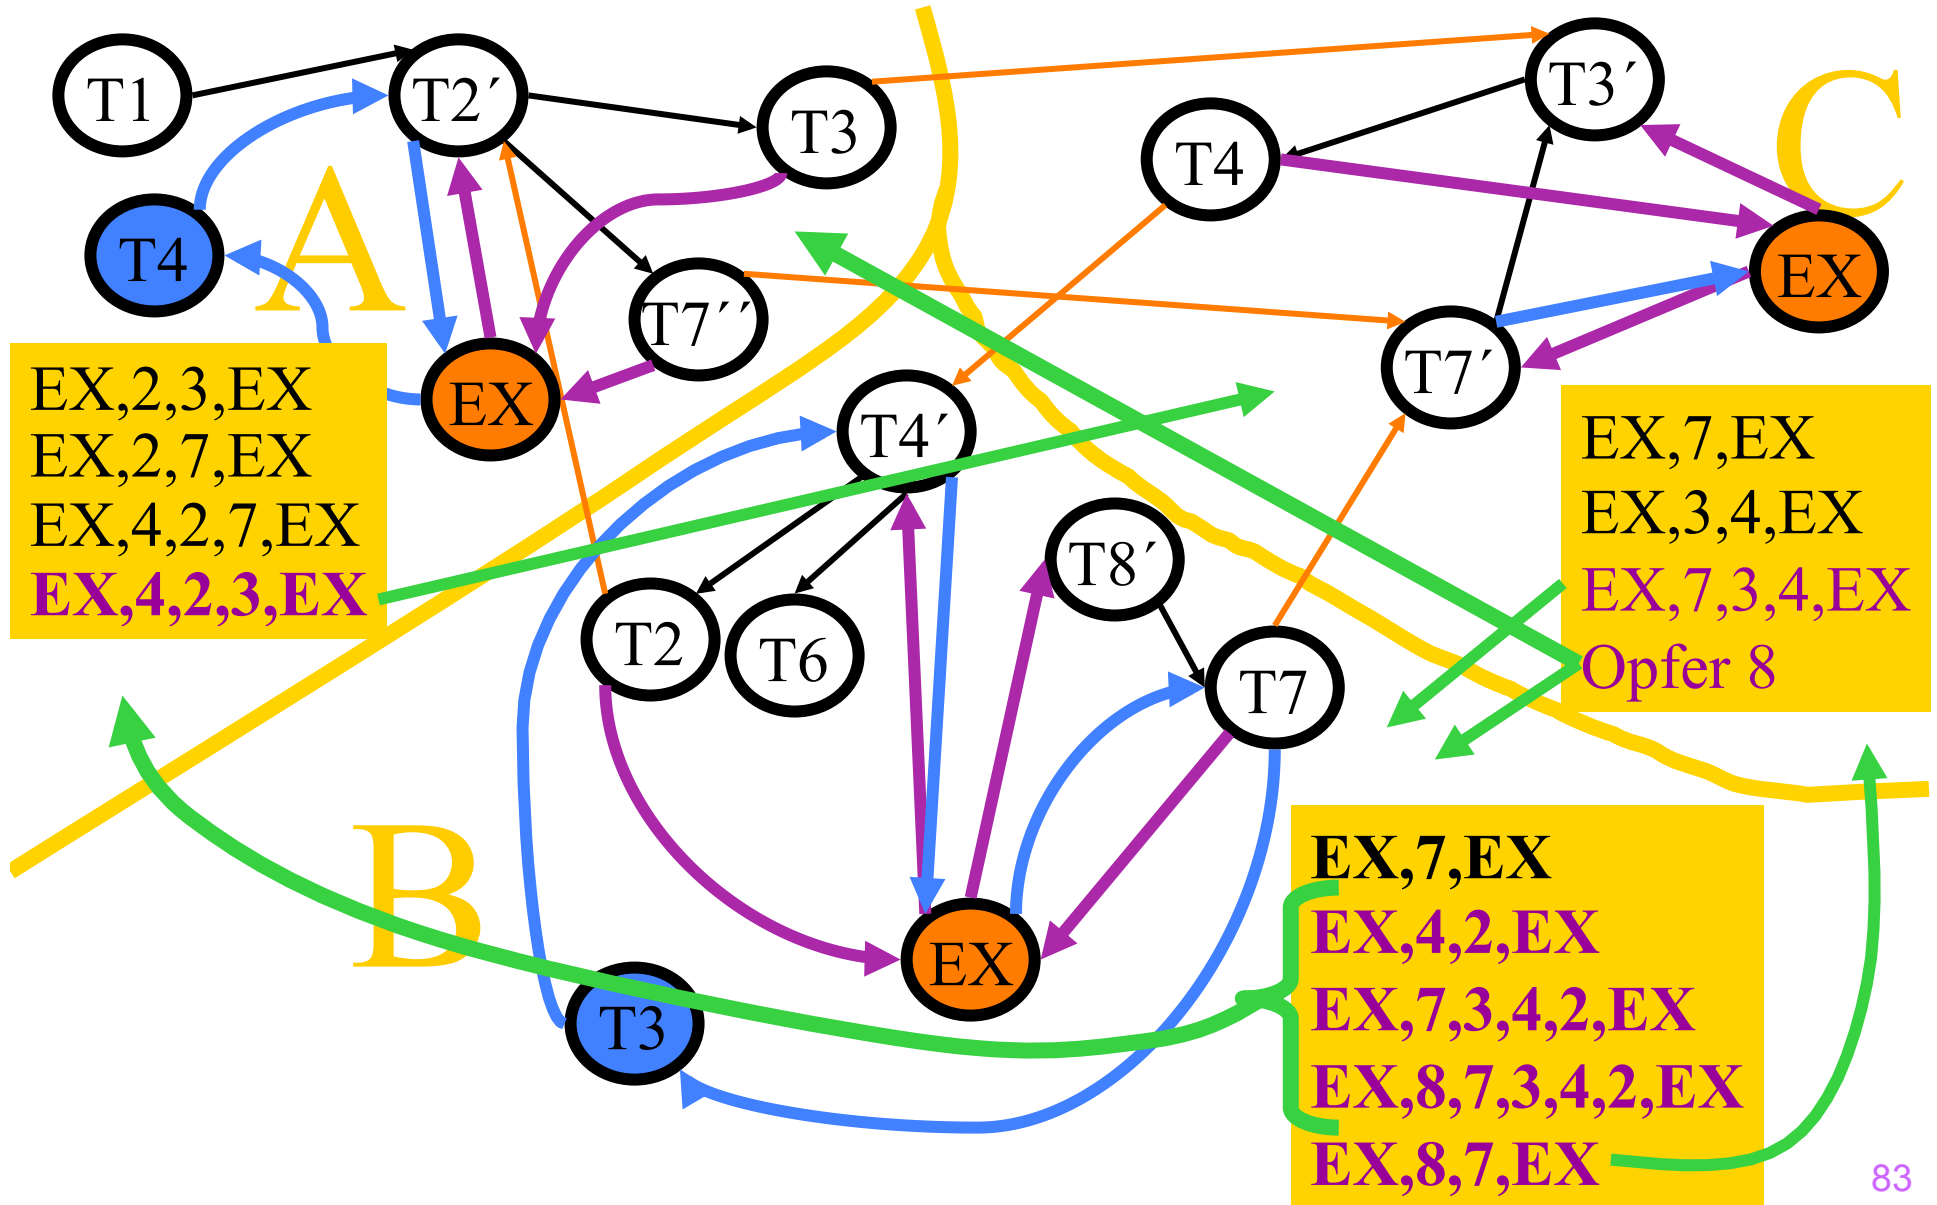 T1
T2´
T3
T3´
C
T4
T4
A
EX
T7´´
T7´
EX
T4´
EX,2,3,EX
EX,2,7,EX
EX,4,2,7,EX
EX,4,2,3,EX
EX,7,EX
EX,3,4,EX
EX,7,3,4,EX
Opfer 8
T8´
T2
T6
T7
B
EX
T3
EX,7,EX
EX,4,2,EX
EX,7,3,4,2,EX
EX,8,7,3,4,2,EX
EX,8,7,EX
83